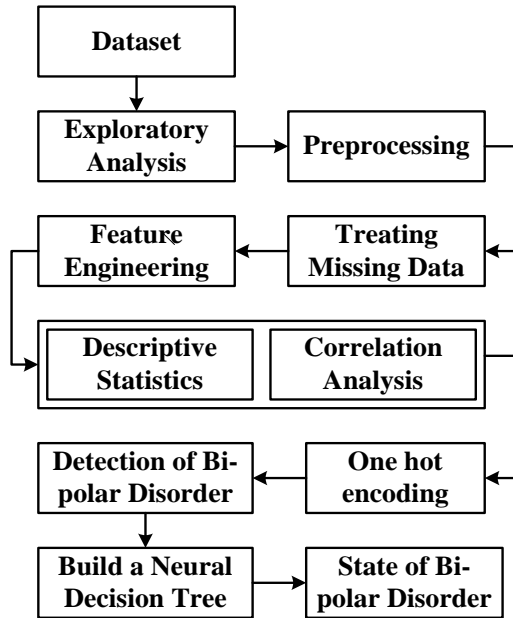 Dataset
Exploratory
Analysis
Preprocessing
Feature
Engineering
Treating
Missing Data
Descriptive
Statistics
Correlation
Analysis
Detection of Bi-
polar Disorder
One hot
encoding
Build a Neural
Decision Tree
State of Bi-
polar Disorder